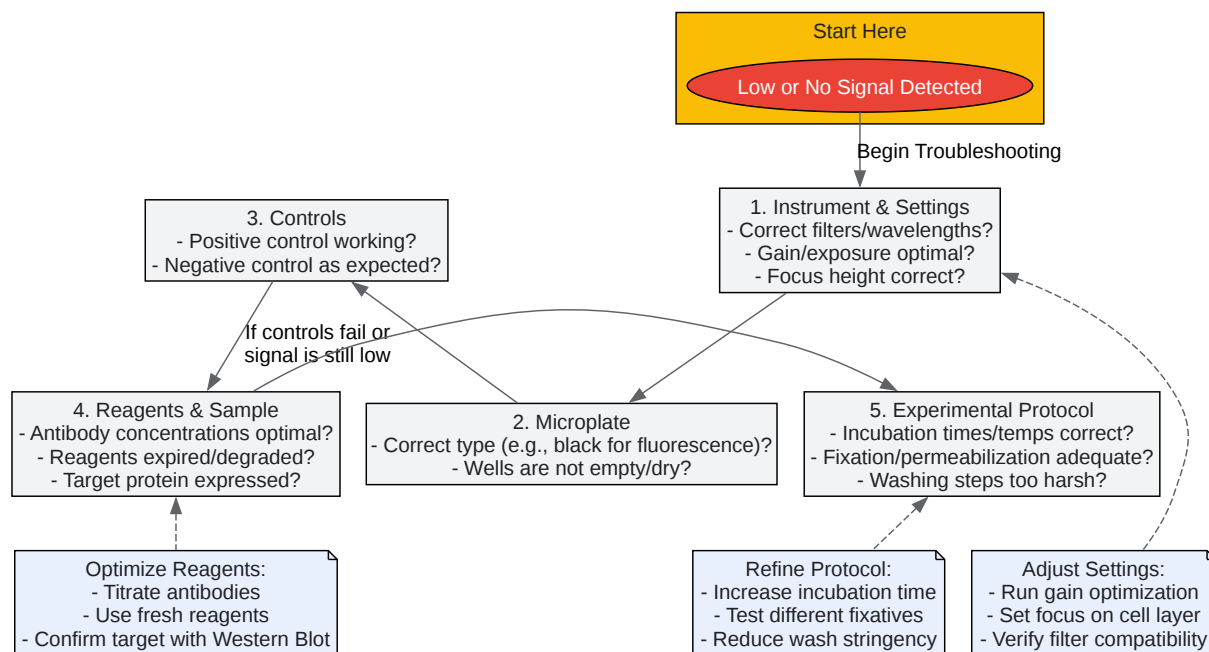 Start Here
Low or No Signal Detected
Begin Troubleshooting
1. Instrument & Settings
- Correct filters/wavelengths?
- Gain/exposure optimal?
- Focus height correct?
3. Controls
- Positive control working?
- Negative control as expected?
If controls fail or
signal is still low
4. Reagents & Sample
- Antibody concentrations optimal?
- Reagents expired/degraded?
- Target protein expressed?
2. Microplate
- Correct type (e.g., black for fluorescence)?
- Wells are not empty/dry?
5. Experimental Protocol
- Incubation times/temps correct?
- Fixation/permeabilization adequate?
- Washing steps too harsh?
Optimize Reagents:
- Titrate antibodies
- Use fresh reagents
- Confirm target with Western Blot
Refine Protocol:
- Increase incubation time
- Test different fixatives
- Reduce wash stringency
Adjust Settings:
- Run gain optimization
- Set focus on cell layer
- Verify filter compatibility